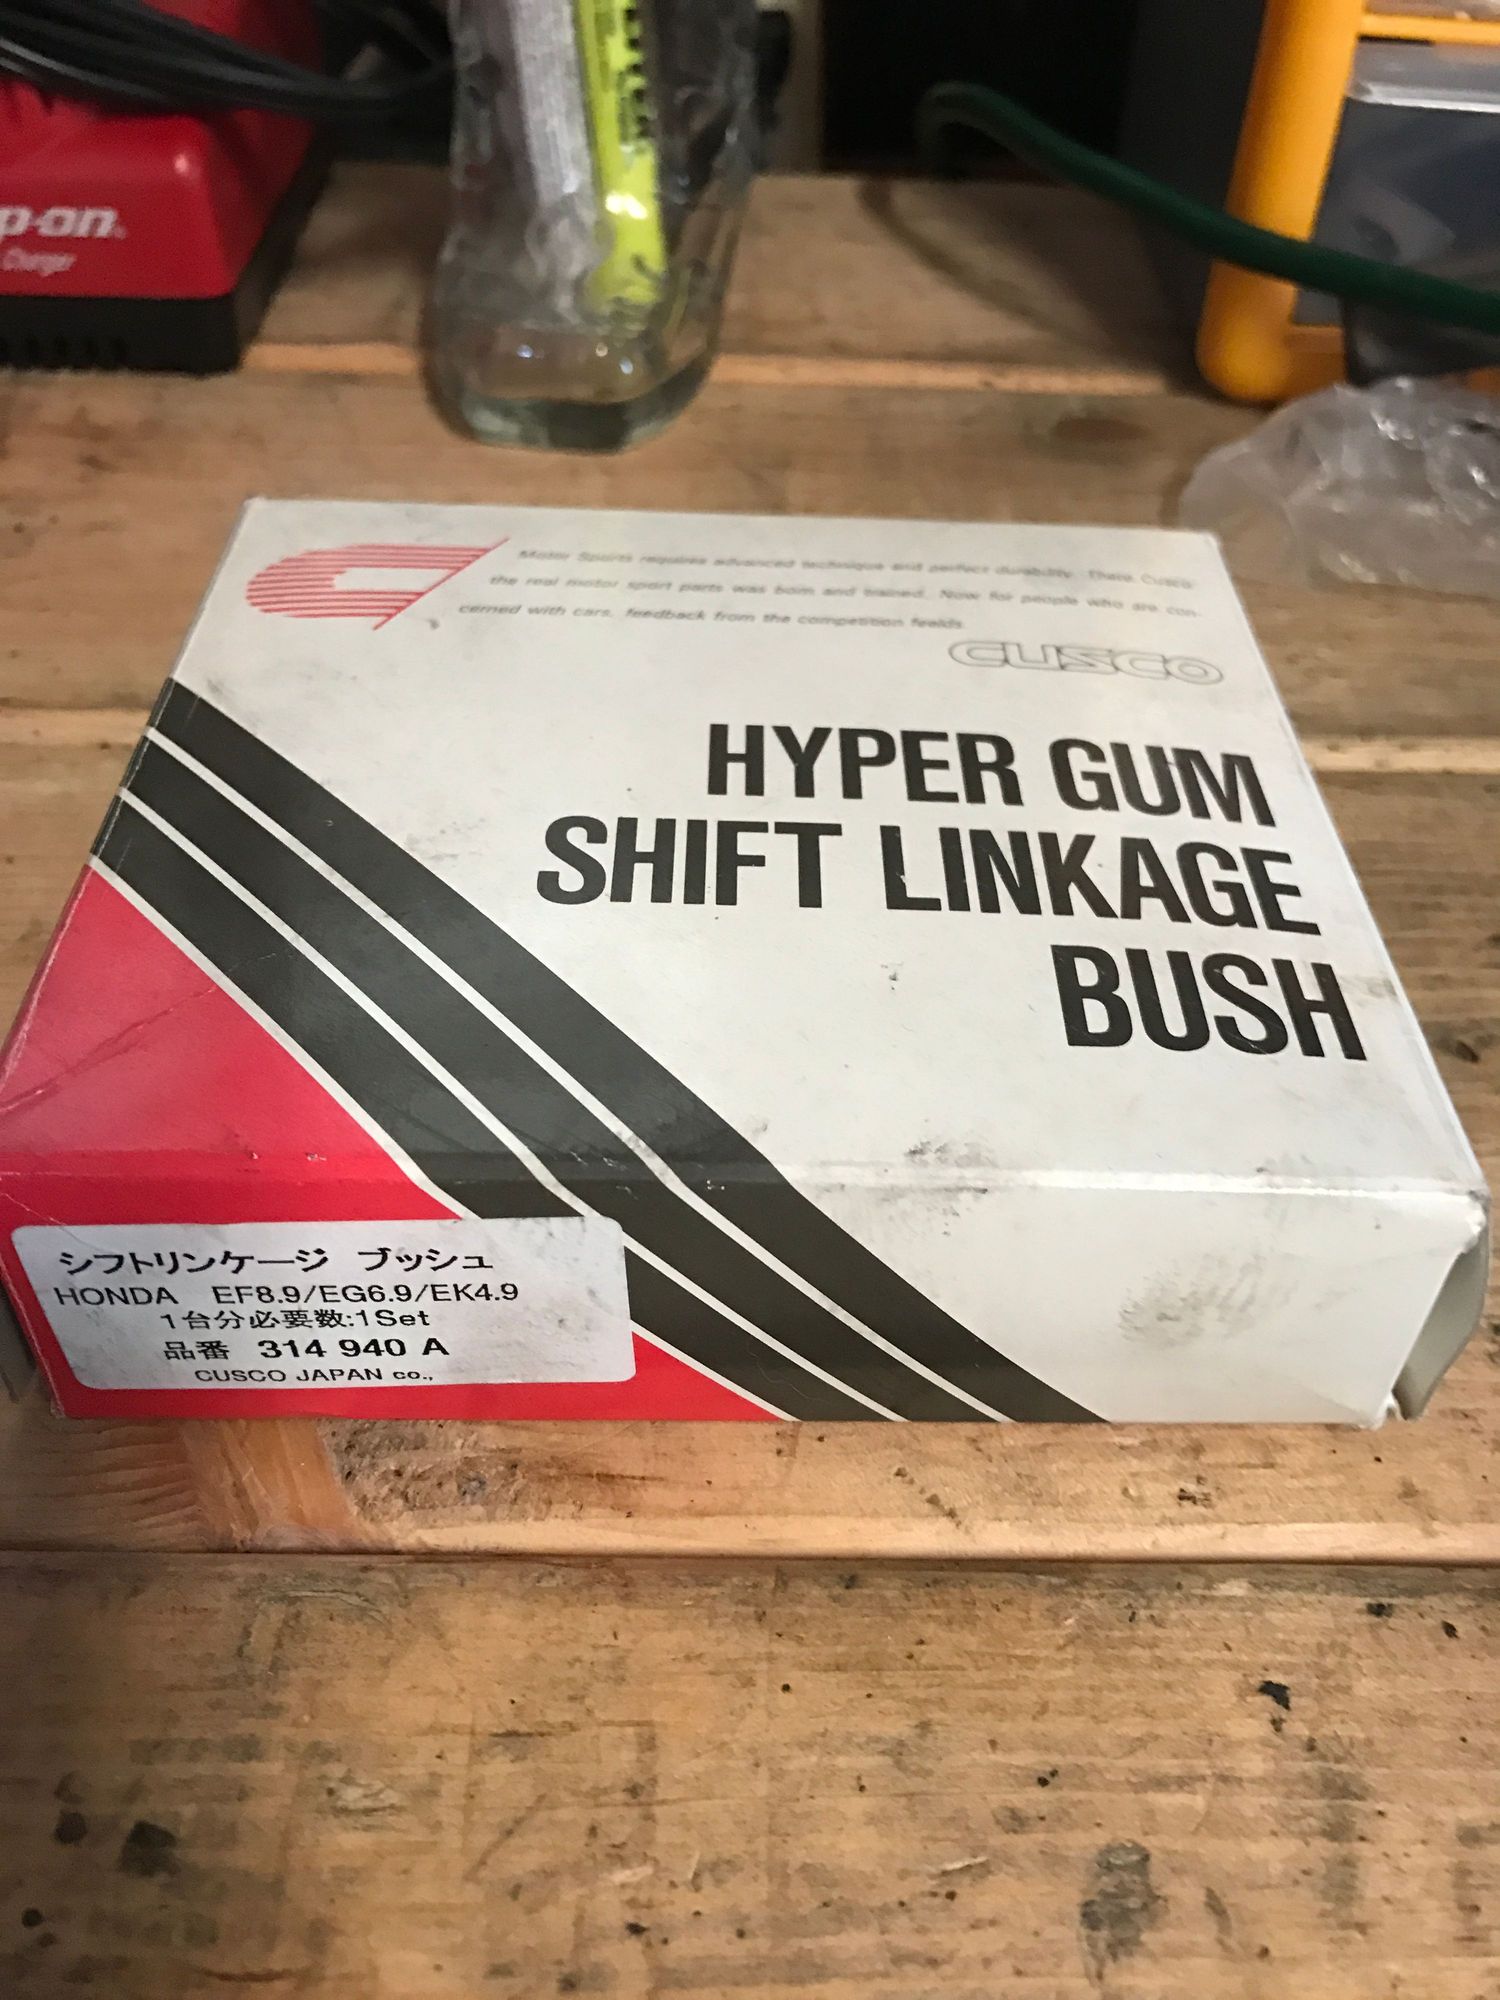 p-on.
Charger
Motor Sports requires advanced technique and perfect durability. There, Cusco
the real motor sport parts was born and trained. Now for people who are con-
cerned with cars, feedback from the competition feelds.
CUSCO
HYPER GUM
SHIFT LINKAGE
BUSH
シフトリンケージ ブッシュ
HONDA EF8.9/EG6.9/EK4.9
1台分必要数:1Set
品番 314 940 A
CUSCO JAPAN co.,